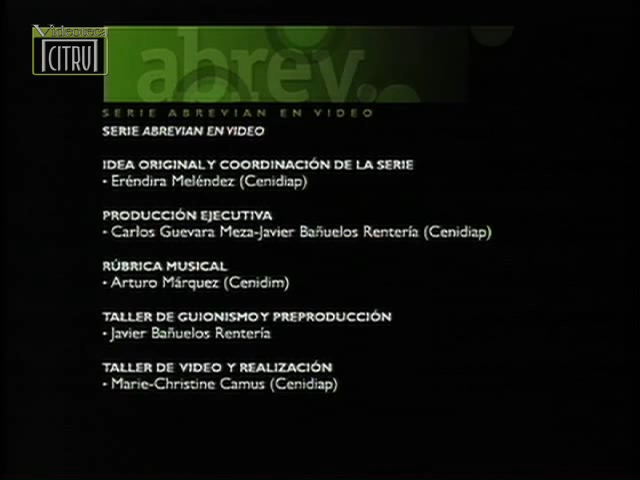 Videoteca
CITRU
abrev.
SERIE ABREVIAN EN VIDEO
SERIE ABREVIAN EN VIDEO
IDEA ORIGINAL Y COORDINACIÓN DE LA SERIE
• Eréndira Meléndez (Cenidiap)
PRODUCCIÓN EJECUTIVA
• Carlos Guevara Meza-Javier Bañuelos Rentería (Cenidiap)
RÚBRICA MUSICAL
• Arturo Márquez (Cenidim)
TALLER DE GUIONISMO Y PREPRODUCCIÓN
• Javier Bañuelos Rentería
TALLER DE VIDEO Y REALIZACIÓN
• Marie-Christine Camus (Cenidiap)